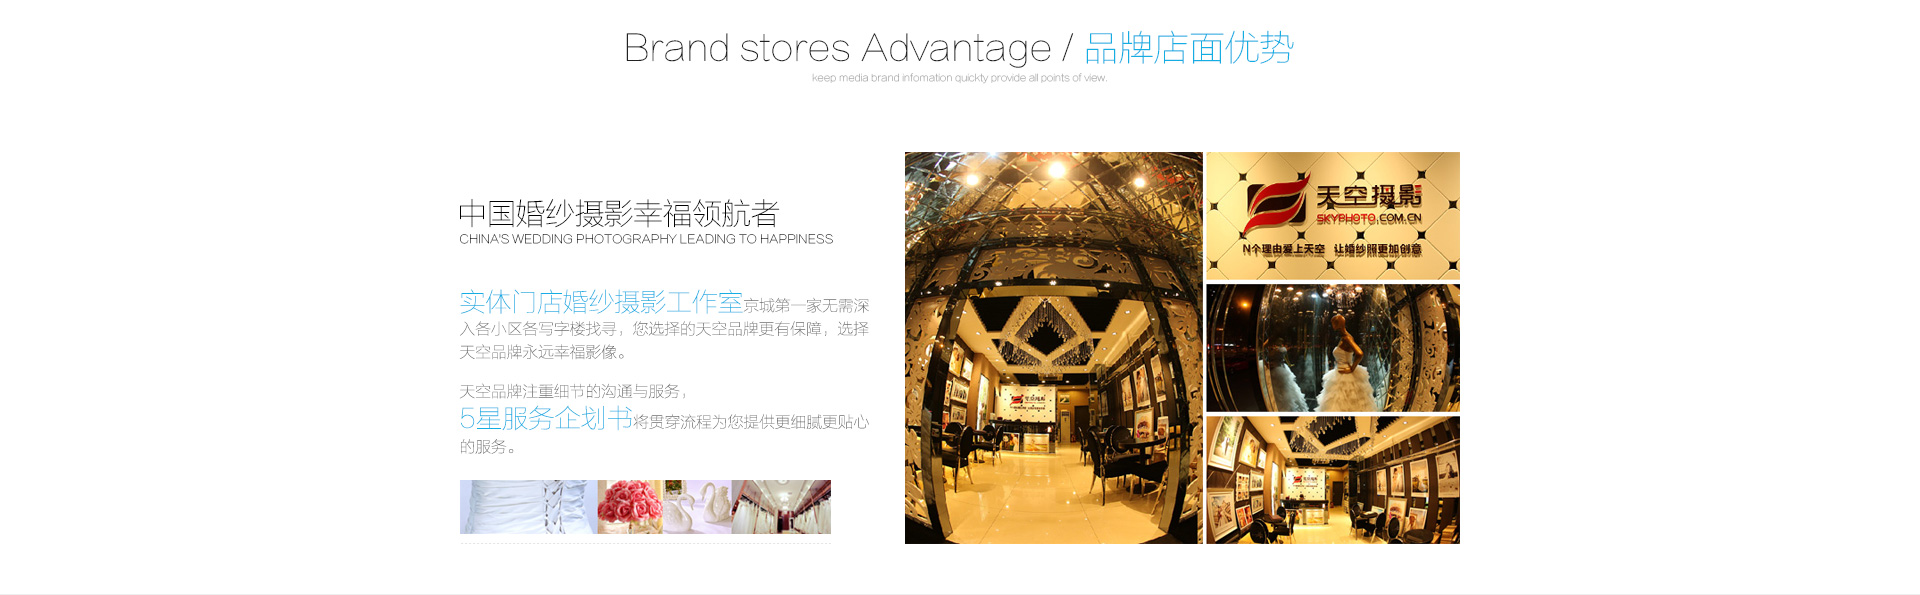 Brand stores Advantage / 品牌店面优势
keep media brand infomation quickty provide all points of view.
中国婚纱摄影幸福领航者
CHINA'S WEDDING PHOTOGRAPHY LEADING TO HAPPINESS
实体门店婚纱摄影工作室京城第一家无需深
入各小区各写字楼找寻，您选择的天空品牌更有保障，选择
天空品牌永远幸福影像。
天空品牌注重细节的沟通与服务，
5星服务企划书将贯穿流程为您提供更细腻更贴心
的服务。
天空摄影
SKYPHOTO.COM.CN
N个理由爱上天空 让婚纱照更加创意
天空摄影